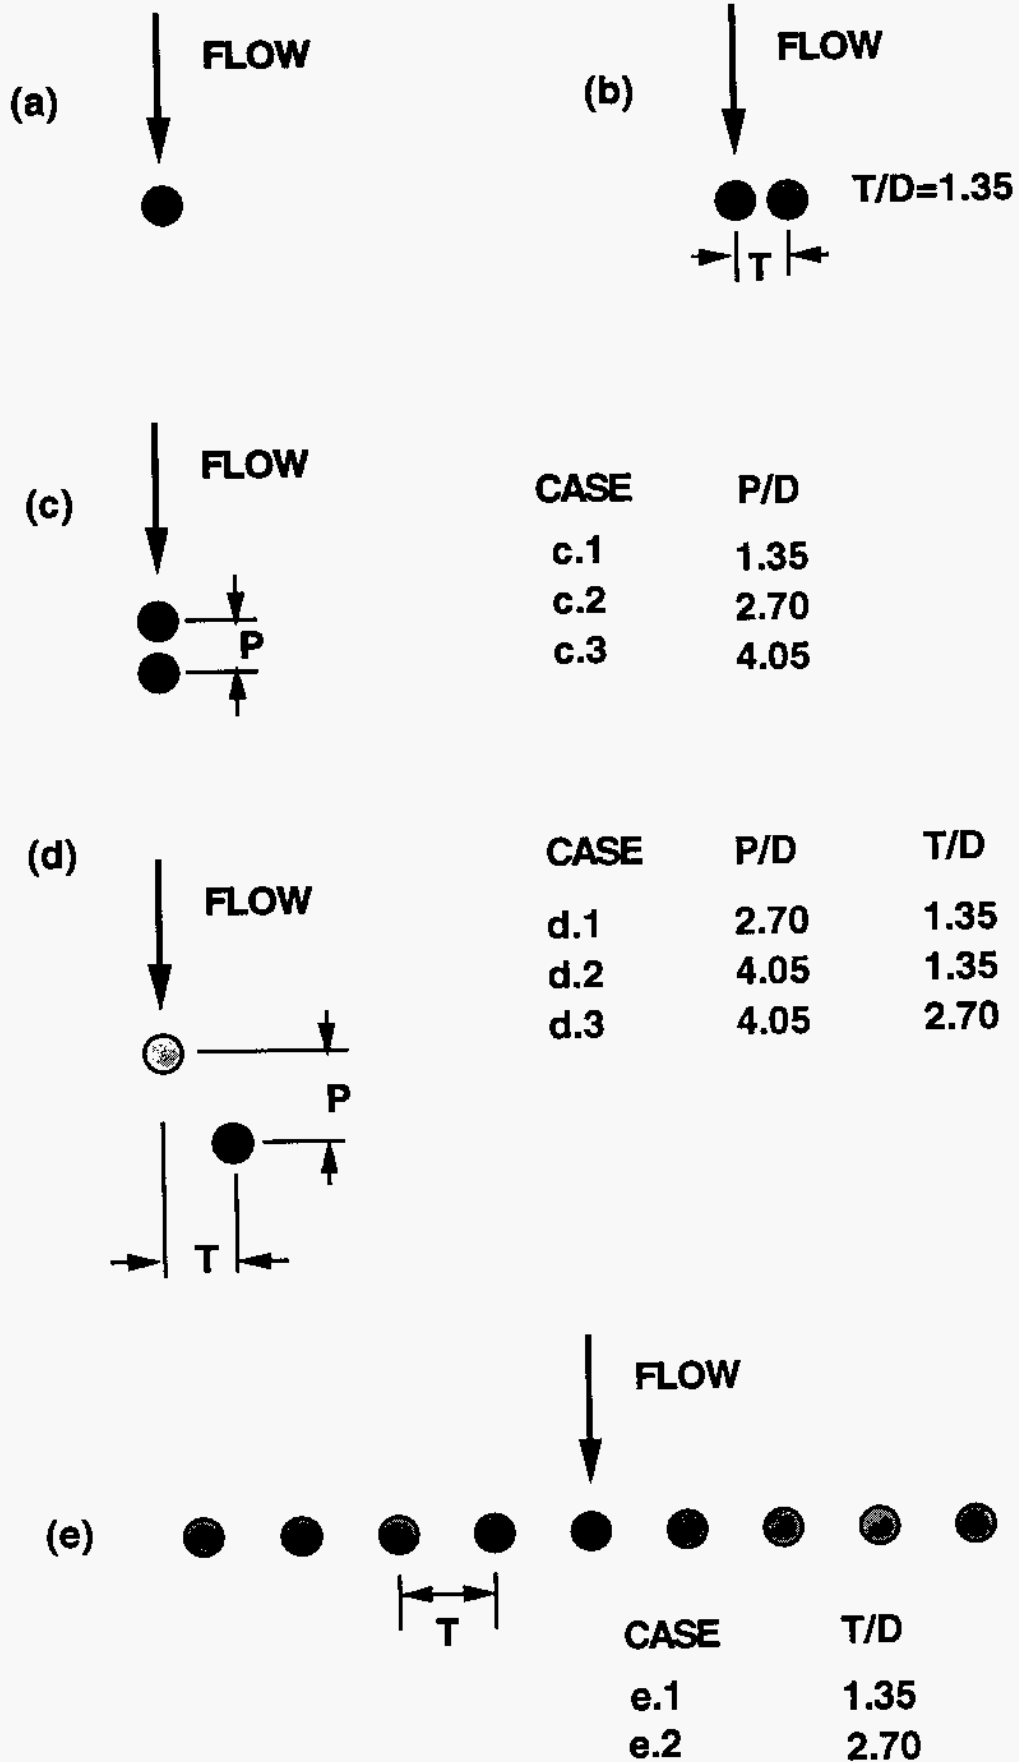 FLOW
(a)
FLOW
(b)
T/D=1.35
T
FLOW
(c)
P
CASE P/D
c.1 1.35
c.2 2.70
c.3 4.05
(d)
FLOW
P
T
CASE P/D T/D
d.1 2.70 1.35
d.2 4.05 1.35
d.3 4.05 2.70
FLOW
(e)
T
CASE T/D
e.1 1.35
e.2 2.70